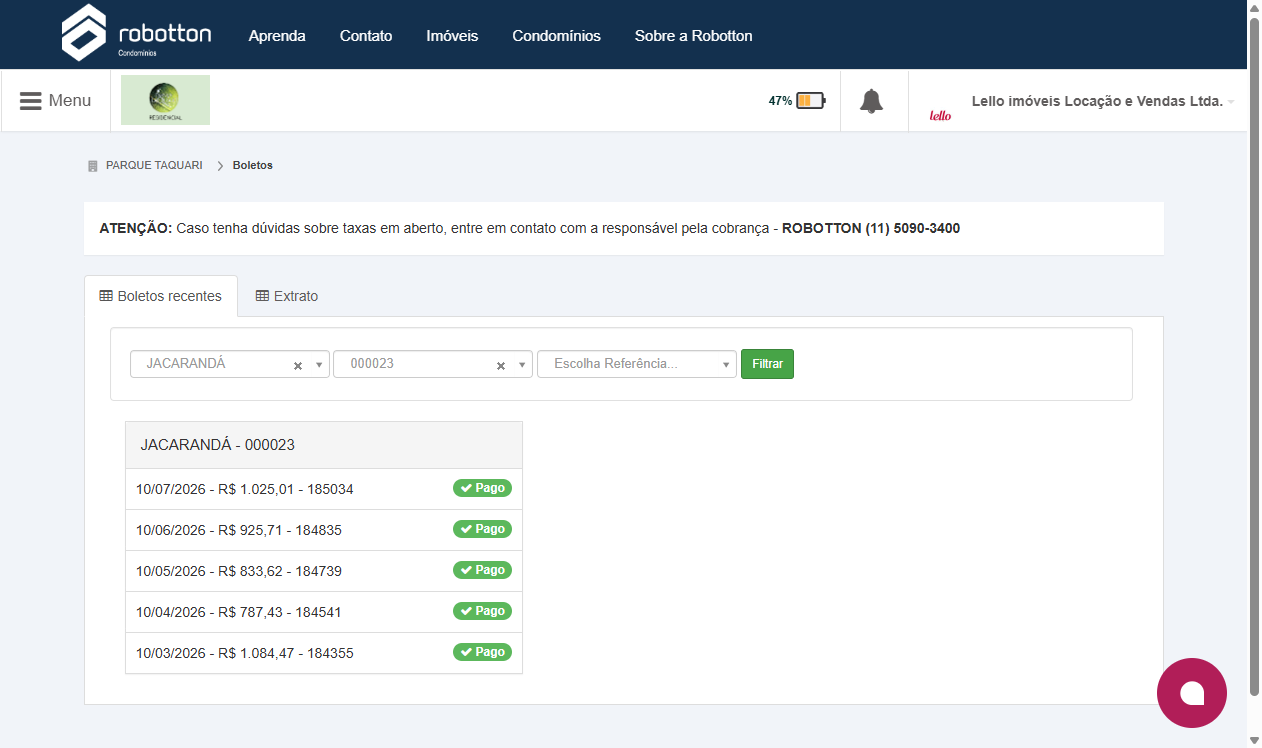 robotton
Condomínios
Aprenda Contato Imóveis Condomínios Sobre a Robotton
Menu
RESIDENCIAL
47%
lello
Lello imóveis Locação e Vendas Ltda.
PARQUE TAQUARI > Boletos
ATENÇÃO: Caso tenha dúvidas sobre taxas em aberto, entre em contato com a responsável pela cobrança - ROBOTTON (11) 5090-3400
Boletos recentes Extrato
JACARANDÁ × 000023 × Escolha Referência... Filtrar
JACARANDÁ - 000023
10/07/2026 - R$ 1.025,01 - 185034 Pago
10/06/2026 - R$ 925,71 - 184835 Pago
10/05/2026 - R$ 833,62 - 184739 Pago
10/04/2026 - R$ 787,43 - 184541 Pago
10/03/2026 - R$ 1.084,47 - 184355 Pago